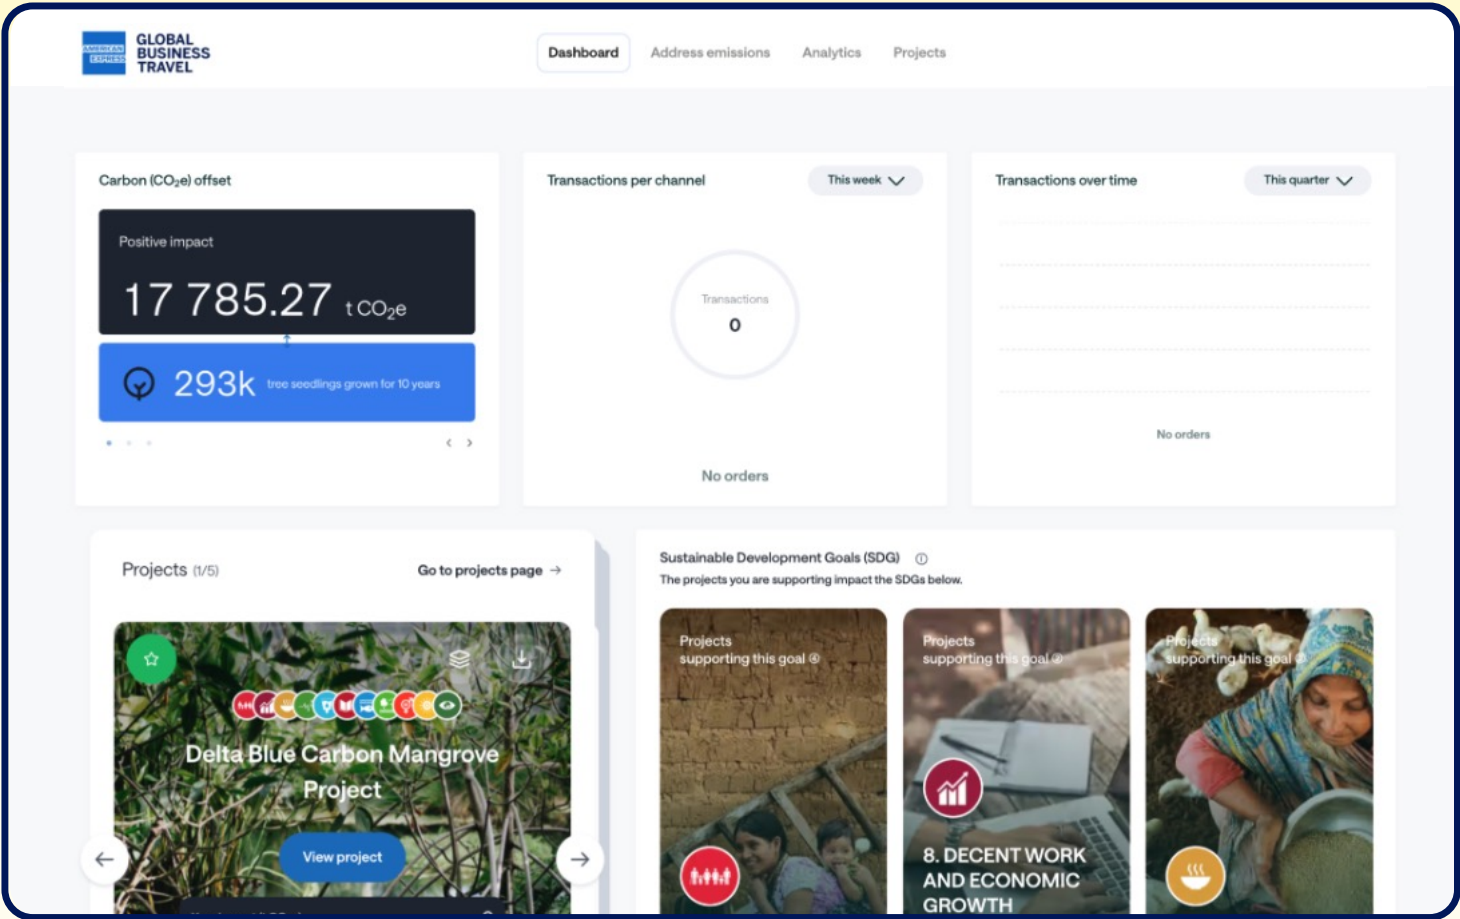 AMERICAN
EXPRESS
GLOBAL
BUSINESS
TRAVEL
Dashboard
Address emissions
Analytics
Projects
Carbon (CO₂e) offset
Positive impact
17 785.27 t CO₂e
293k tree seedlings grown for 10 years
Transactions per channel
This week
Transactions
0
No orders
Transactions over time
This quarter
No orders
Projects (1/5)
Go to projects page →
Delta Blue Carbon Mangrove
Project
View project
Sustainable Development Goals (SDG)
The projects you are supporting impact the SDGs below.
Projects
supporting this goal ④
Projects
supporting this goal
8. DECENT WORK
AND ECONOMIC
GROWTH
Projects
supporting this goal